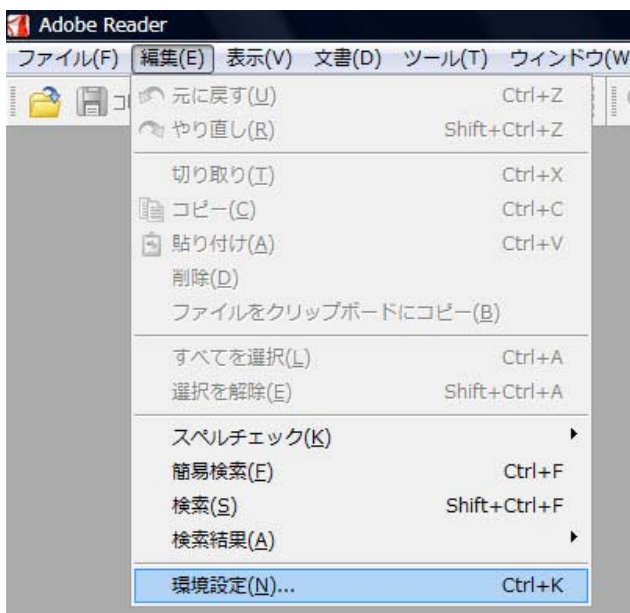 Adobe Reader
ファイル(F) 編集(E) 表示(V) 文書(D) ツール(T) ウィンドウ(W
元に戻す(U) Ctrl+Z
やり直し(R) Shift+Ctrl+Z
切り取り(T) Ctrl+X
コピー(C) Ctrl+C
貼り付け(A) Ctrl+V
削除(D)
ファイルをクリップボードにコピー(B)
すべてを選択(L) Ctrl+A
選択を解除(E) Shift+Ctrl+A
スペルチェック(K)
簡易検索(F) Ctrl+F
検索(S) Shift+Ctrl+F
検索結果(A)
環境設定(N)... Ctrl+K